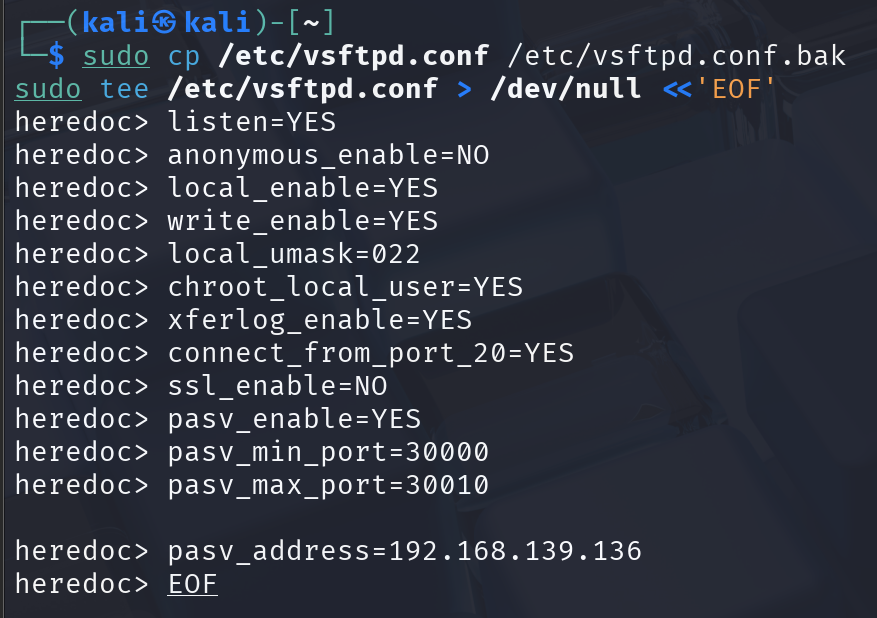 ┌──(kali㉿kali)-[~]
└─$ sudo cp /etc/vsftpd.conf /etc/vsftpd.conf.bak
sudo tee /etc/vsftpd.conf > /dev/null <<'EOF'
heredoc> listen=YES
heredoc> anonymous_enable=NO
heredoc> local_enable=YES
heredoc> write_enable=YES
heredoc> local_umask=022
heredoc> chroot_local_user=YES
heredoc> xferlog_enable=YES
heredoc> connect_from_port_20=YES
heredoc> ssl_enable=NO
heredoc> pasv_enable=YES
heredoc> pasv_min_port=30000
heredoc> pasv_max_port=30010
heredoc> pasv_address=192.168.139.136
heredoc> EOF